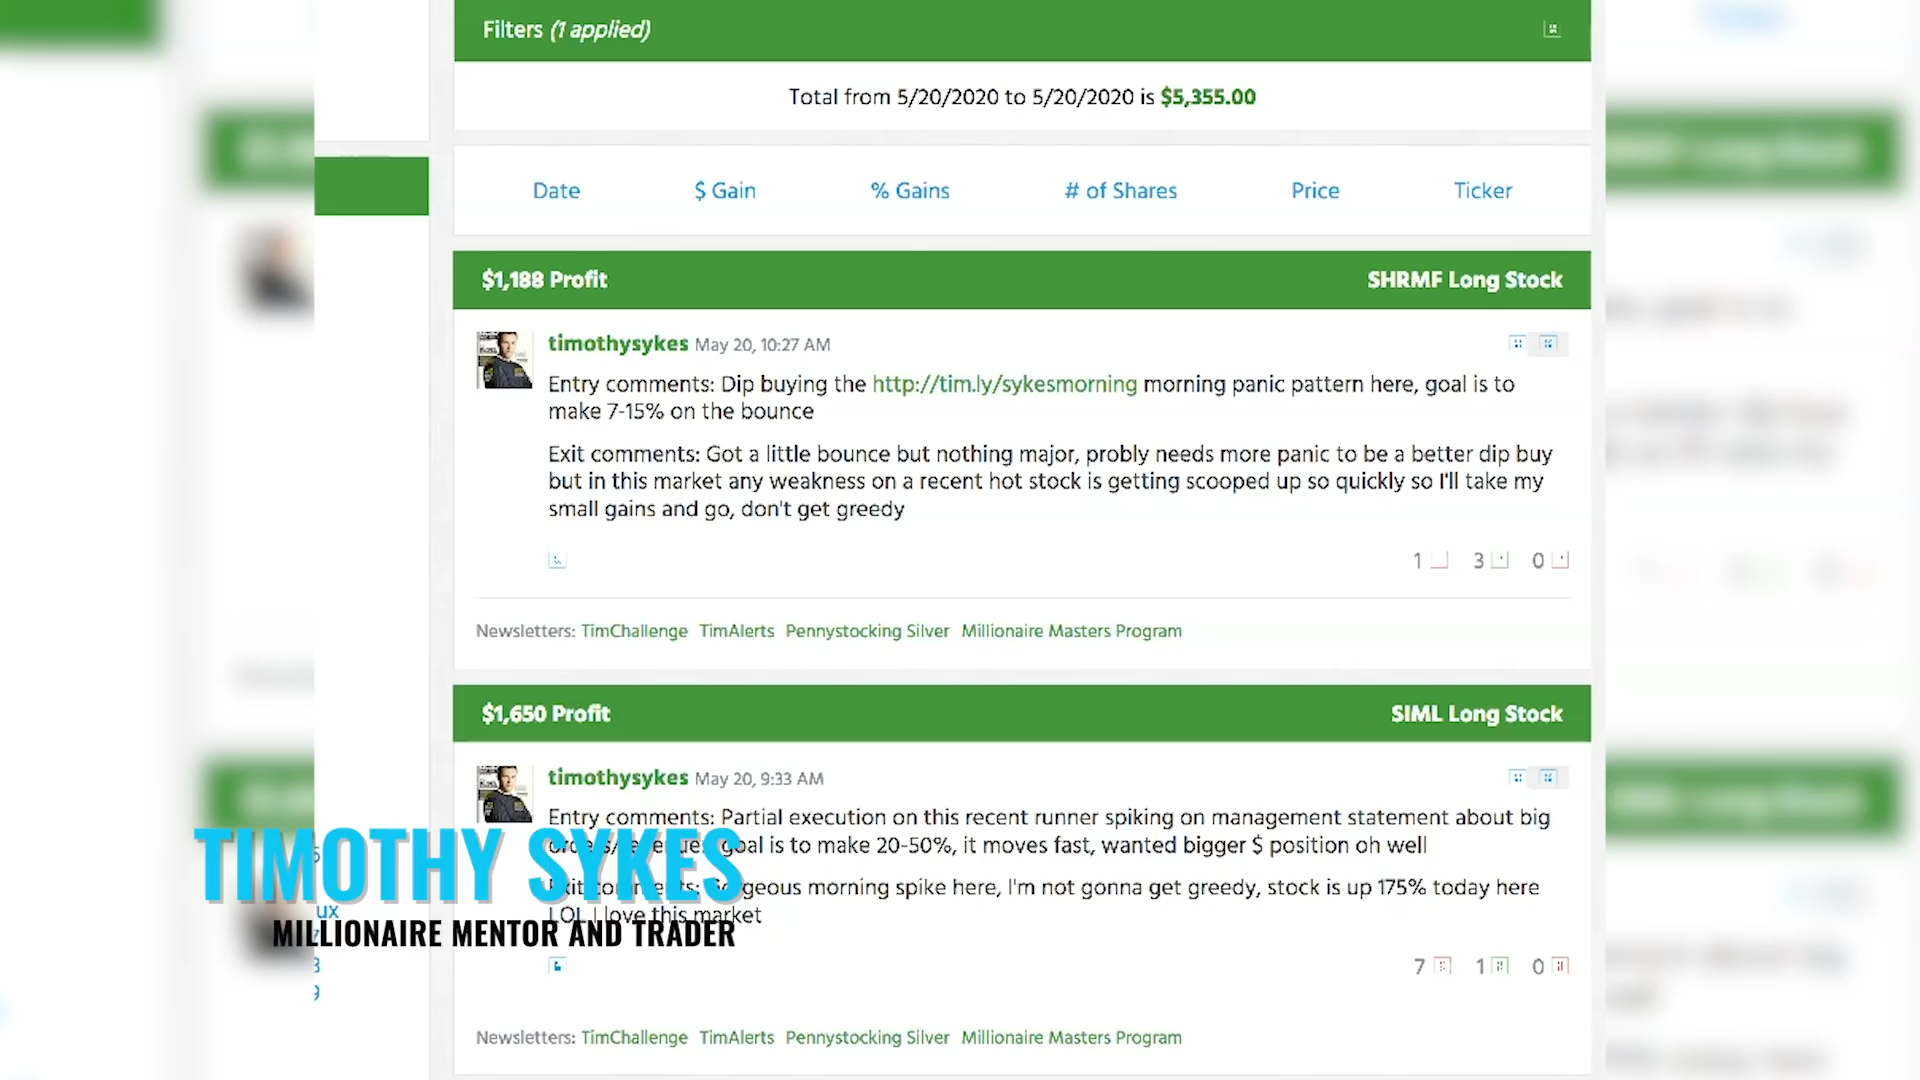 Filters (1 applied)
Total from 5/20/2020 to 5/20/2020 is $5,355.00
Date $ Gain % Gains # of Shares Price Ticker
$1,188 Profit SHRMF Long Stock
timothysykes May 20, 10:27 AM
Entry comments: Dip buying the http://tim.ly/sykesmorning morning panic pattern here, goal is to
make 7-15% on the bounce
Exit comments: Got a little bounce but nothing major, probly needs more panic to be a better dip buy
but in this market any weakness on a recent hot stock is getting scooped up so quickly so I'll take my
small gains and go, don't get greedy
1 3 0
Newsletters: TimChallenge TimAlerts Pennystocking Silver Millionaire Masters Program
$1,650 Profit SIML Long Stock
timothysykes May 20, 9:33 AM
Entry comments: Partial execution on this recent runner spiking on management statement about big
goal is to make 20-50%, it moves fast, wanted bigger $ position oh well
Exit comments: Gorgeous morning spike here, I'm not gonna get greedy, stock is up 175% today here
LOL I love this market
TIMOTHY SYKES
MILLIONAIRE MENTOR AND TRADER
7 1 0
Newsletters: TimChallenge TimAlerts Pennystocking Silver Millionaire Masters Program